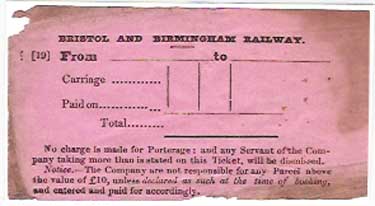 BRISTOL AND BIRMINGHAM RAILWAY.
[19] From to
Carriage ............
Paid on............
Total.........
No charge is made for Porterage: and any Servant of the Com-
pany taking more than is stated on this Ticket, will be dismissed.
Notice.—The Company are not responsible for any Parcel above
the value of £10, unless declared as such at the time of booking,
and entered and paid for accordingly.